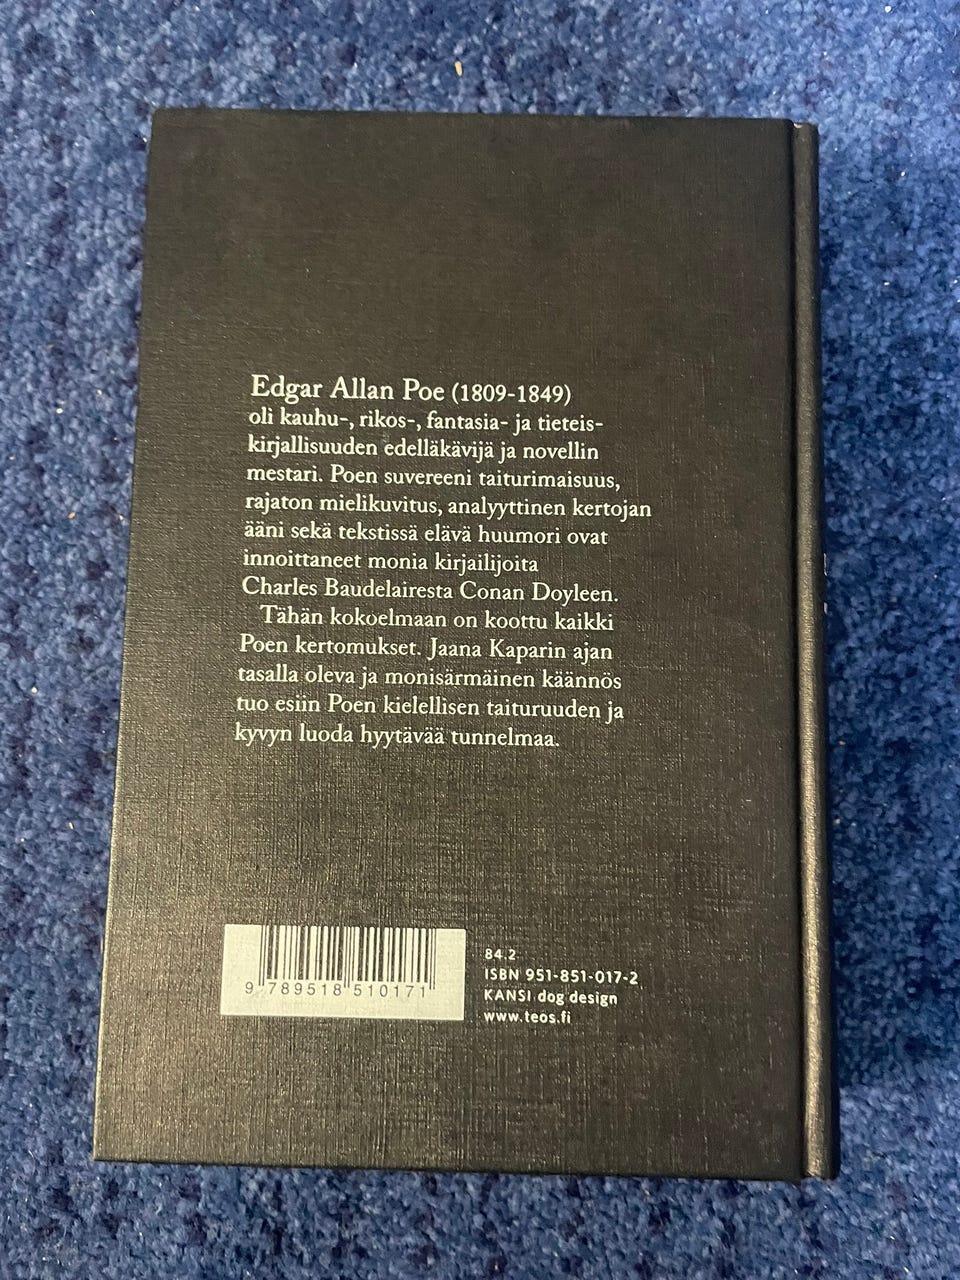 Edgar Allan Poe (1809-1849)
oli kauhu-, rikos-, fantasia- ja tieteis-
kirjallisuuden edelläkävijä ja novellin
mestari. Poen suvereeni taiturimaisuus,
rajaton mielikuvitus, analyyttinen kertojan
ääni sekä tekstissä elävä huumori ovat
innoittaneet monia kirjailijoita
Charles Baudelairesta Conan Doyleen.
Tähän kokoelmaan on koottu kaikki
Poen kertomukset. Jaana Kaparin ajan
tasalla oleva ja monisärmäinen käännös
tuo esiin Poen kielellisen taituruuden ja
kyvyn luoda hyytävää tunnelmaa.
9 789518 510171
84.2
ISBN 951-851-017-2
KANSI dog design
www.teos.fi